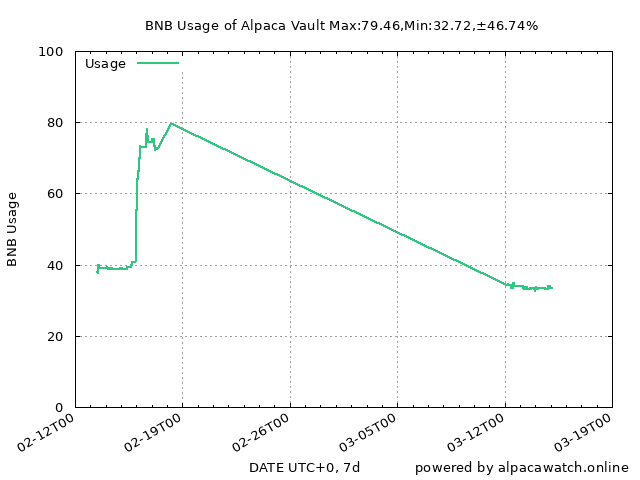 BNB Usage of Alpaca Vault Max:79.46,Min:32.72,±46.74%
Usage
100
80
60
40
20
0
BNB Usage
02-12T00
02-19T00
02-26T00
03-05T00
03-12T00
03-19T00
DATE UTC+0, 7d
powered by alpacawatch.online